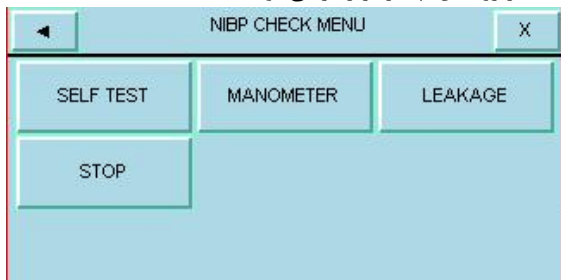 NIBP CHECK MENU
X
SELF TEST
MANOMETER
LEAKAGE
STOP